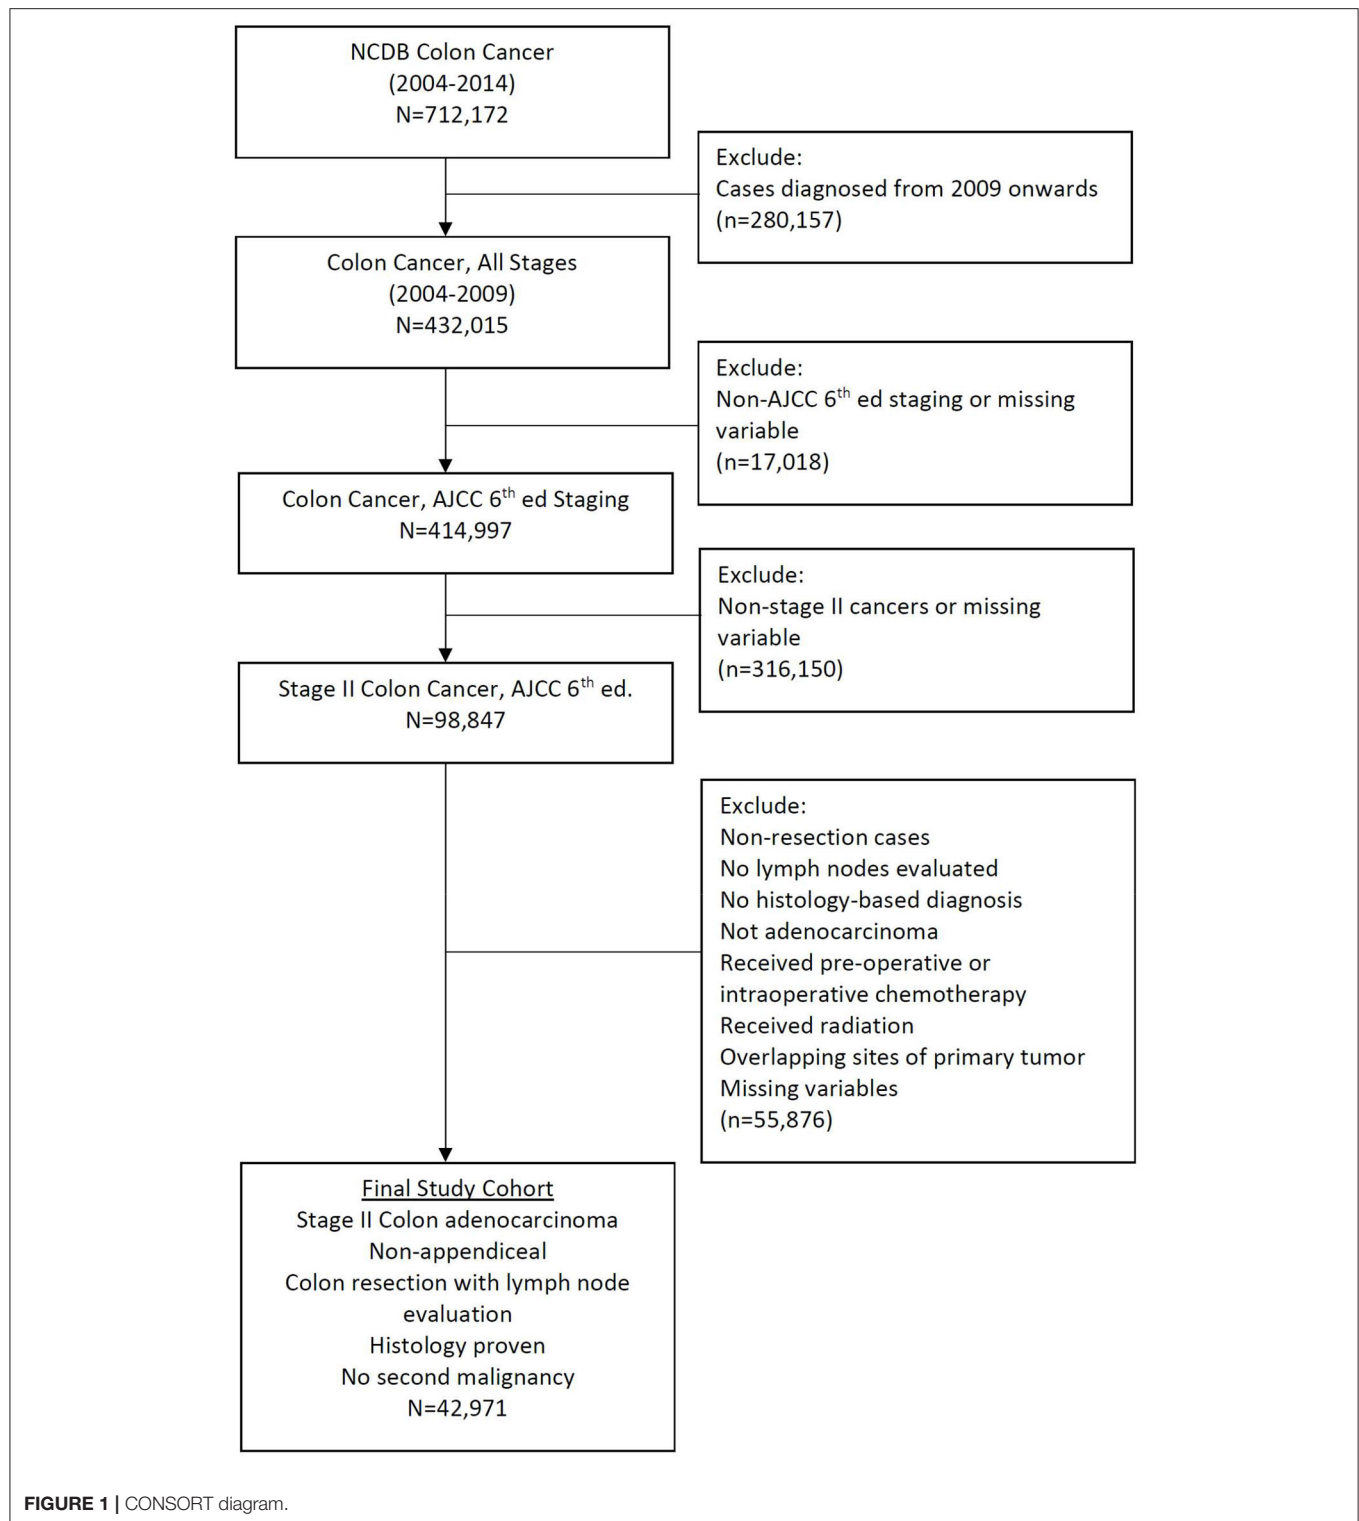 NCDB Colon Cancer
(2004-2014)
N=712,172
Exclude:
Cases diagnosed from 2009 onwards
(n=280,157)
Colon Cancer, All Stages
(2004-2009)
N=432,015
Exclude:
Non-AJCC 6th ed staging or missing
variable
(n=17,018)
Colon Cancer, AJCC 6th ed Staging
N=414,997
Exclude:
Non-stage II cancers or missing
variable
(n=316,150)
Stage II Colon Cancer, AJCC 6th ed.
N=98,847
Exclude:
Non-resection cases
No lymph nodes evaluated
No histology-based diagnosis
Not adenocarcinoma
Received pre-operative or
intraoperative chemotherapy
Received radiation
Overlapping sites of primary tumor
Missing variables
(n=55,876)
Final Study Cohort
Stage II Colon adenocarcinoma
Non-appendiceal
Colon resection with lymph node
evaluation
Histology proven
No second malignancy
N=42,971
FIGURE 1 | CONSORT diagram.